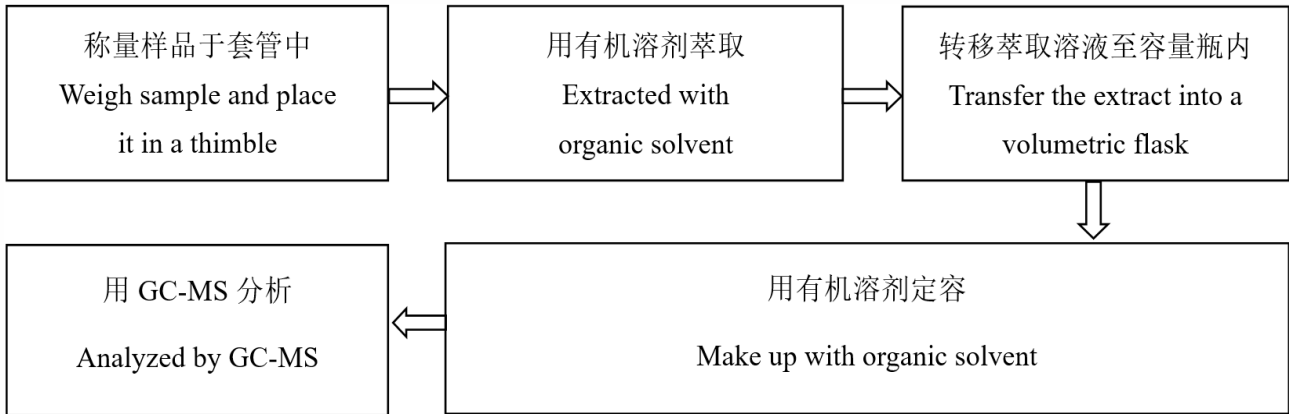 称量样品于套管中
Weigh sample and place
it in a thimble
用有机溶剂萃取
Extracted with
organic solvent
转移萃取溶液至容量瓶内
Transfer the extract into a
volumetric flask
用有机溶剂定容
Make up with organic solvent
用 GC-MS 分析
Analyzed by GC-MS